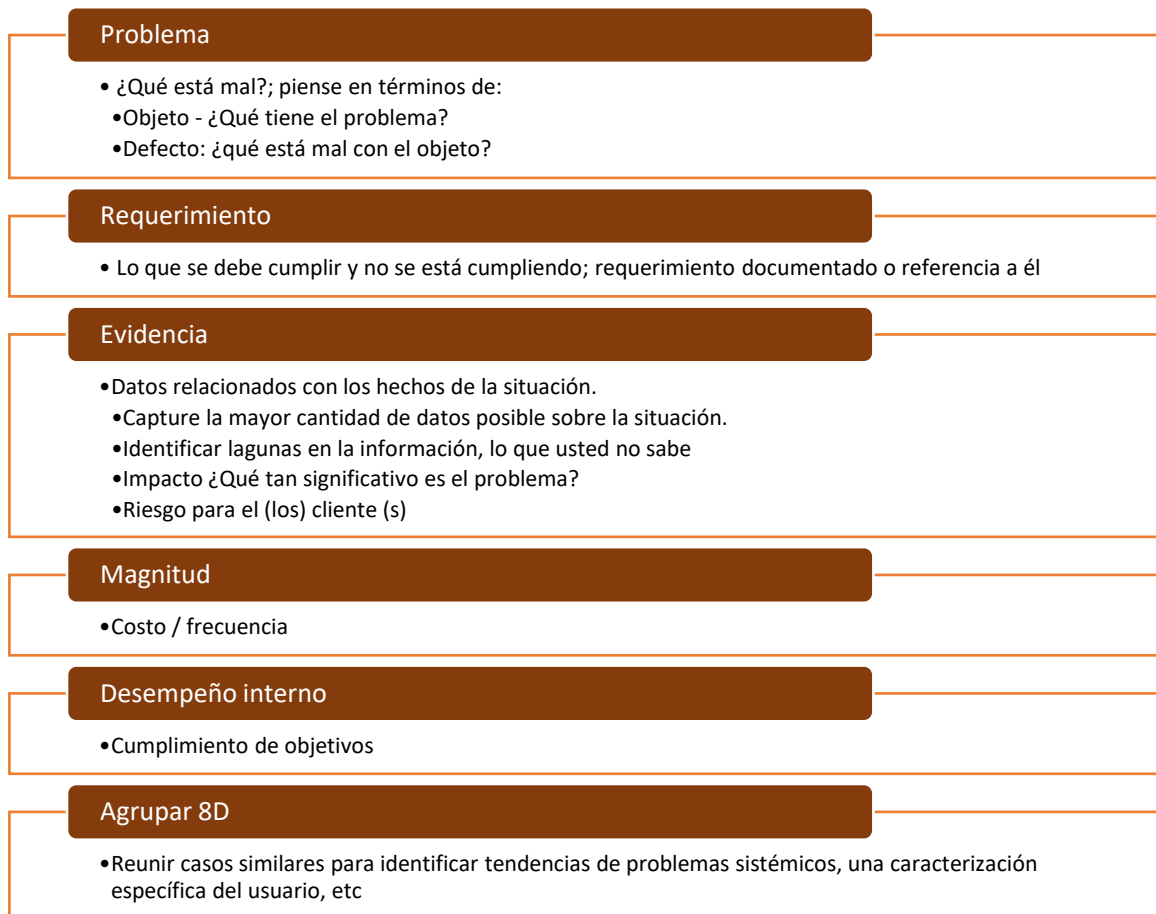 Problema
• ¿Qué está mal?; piense en términos de:
•Objeto - ¿Qué tiene el problema?
•Defecto: ¿qué está mal con el objeto?
Requerimiento
• Lo que se debe cumplir y no se está cumpliendo; requerimiento documentado o referencia a él
Evidencia
•Datos relacionados con los hechos de la situación.
•Capture la mayor cantidad de datos posible sobre la situación.
•Identificar lagunas en la información, lo que usted no sabe
•Impacto ¿Qué tan significativo es el problema?
•Riesgo para el (los) cliente (s)
Magnitud
•Costo / frecuencia
Desempeño interno
•Cumplimiento de objetivos
Agrupar 8D
•Reunir casos similares para identificar tendencias de problemas sistémicos, una caracterización
específica del usuario, etc